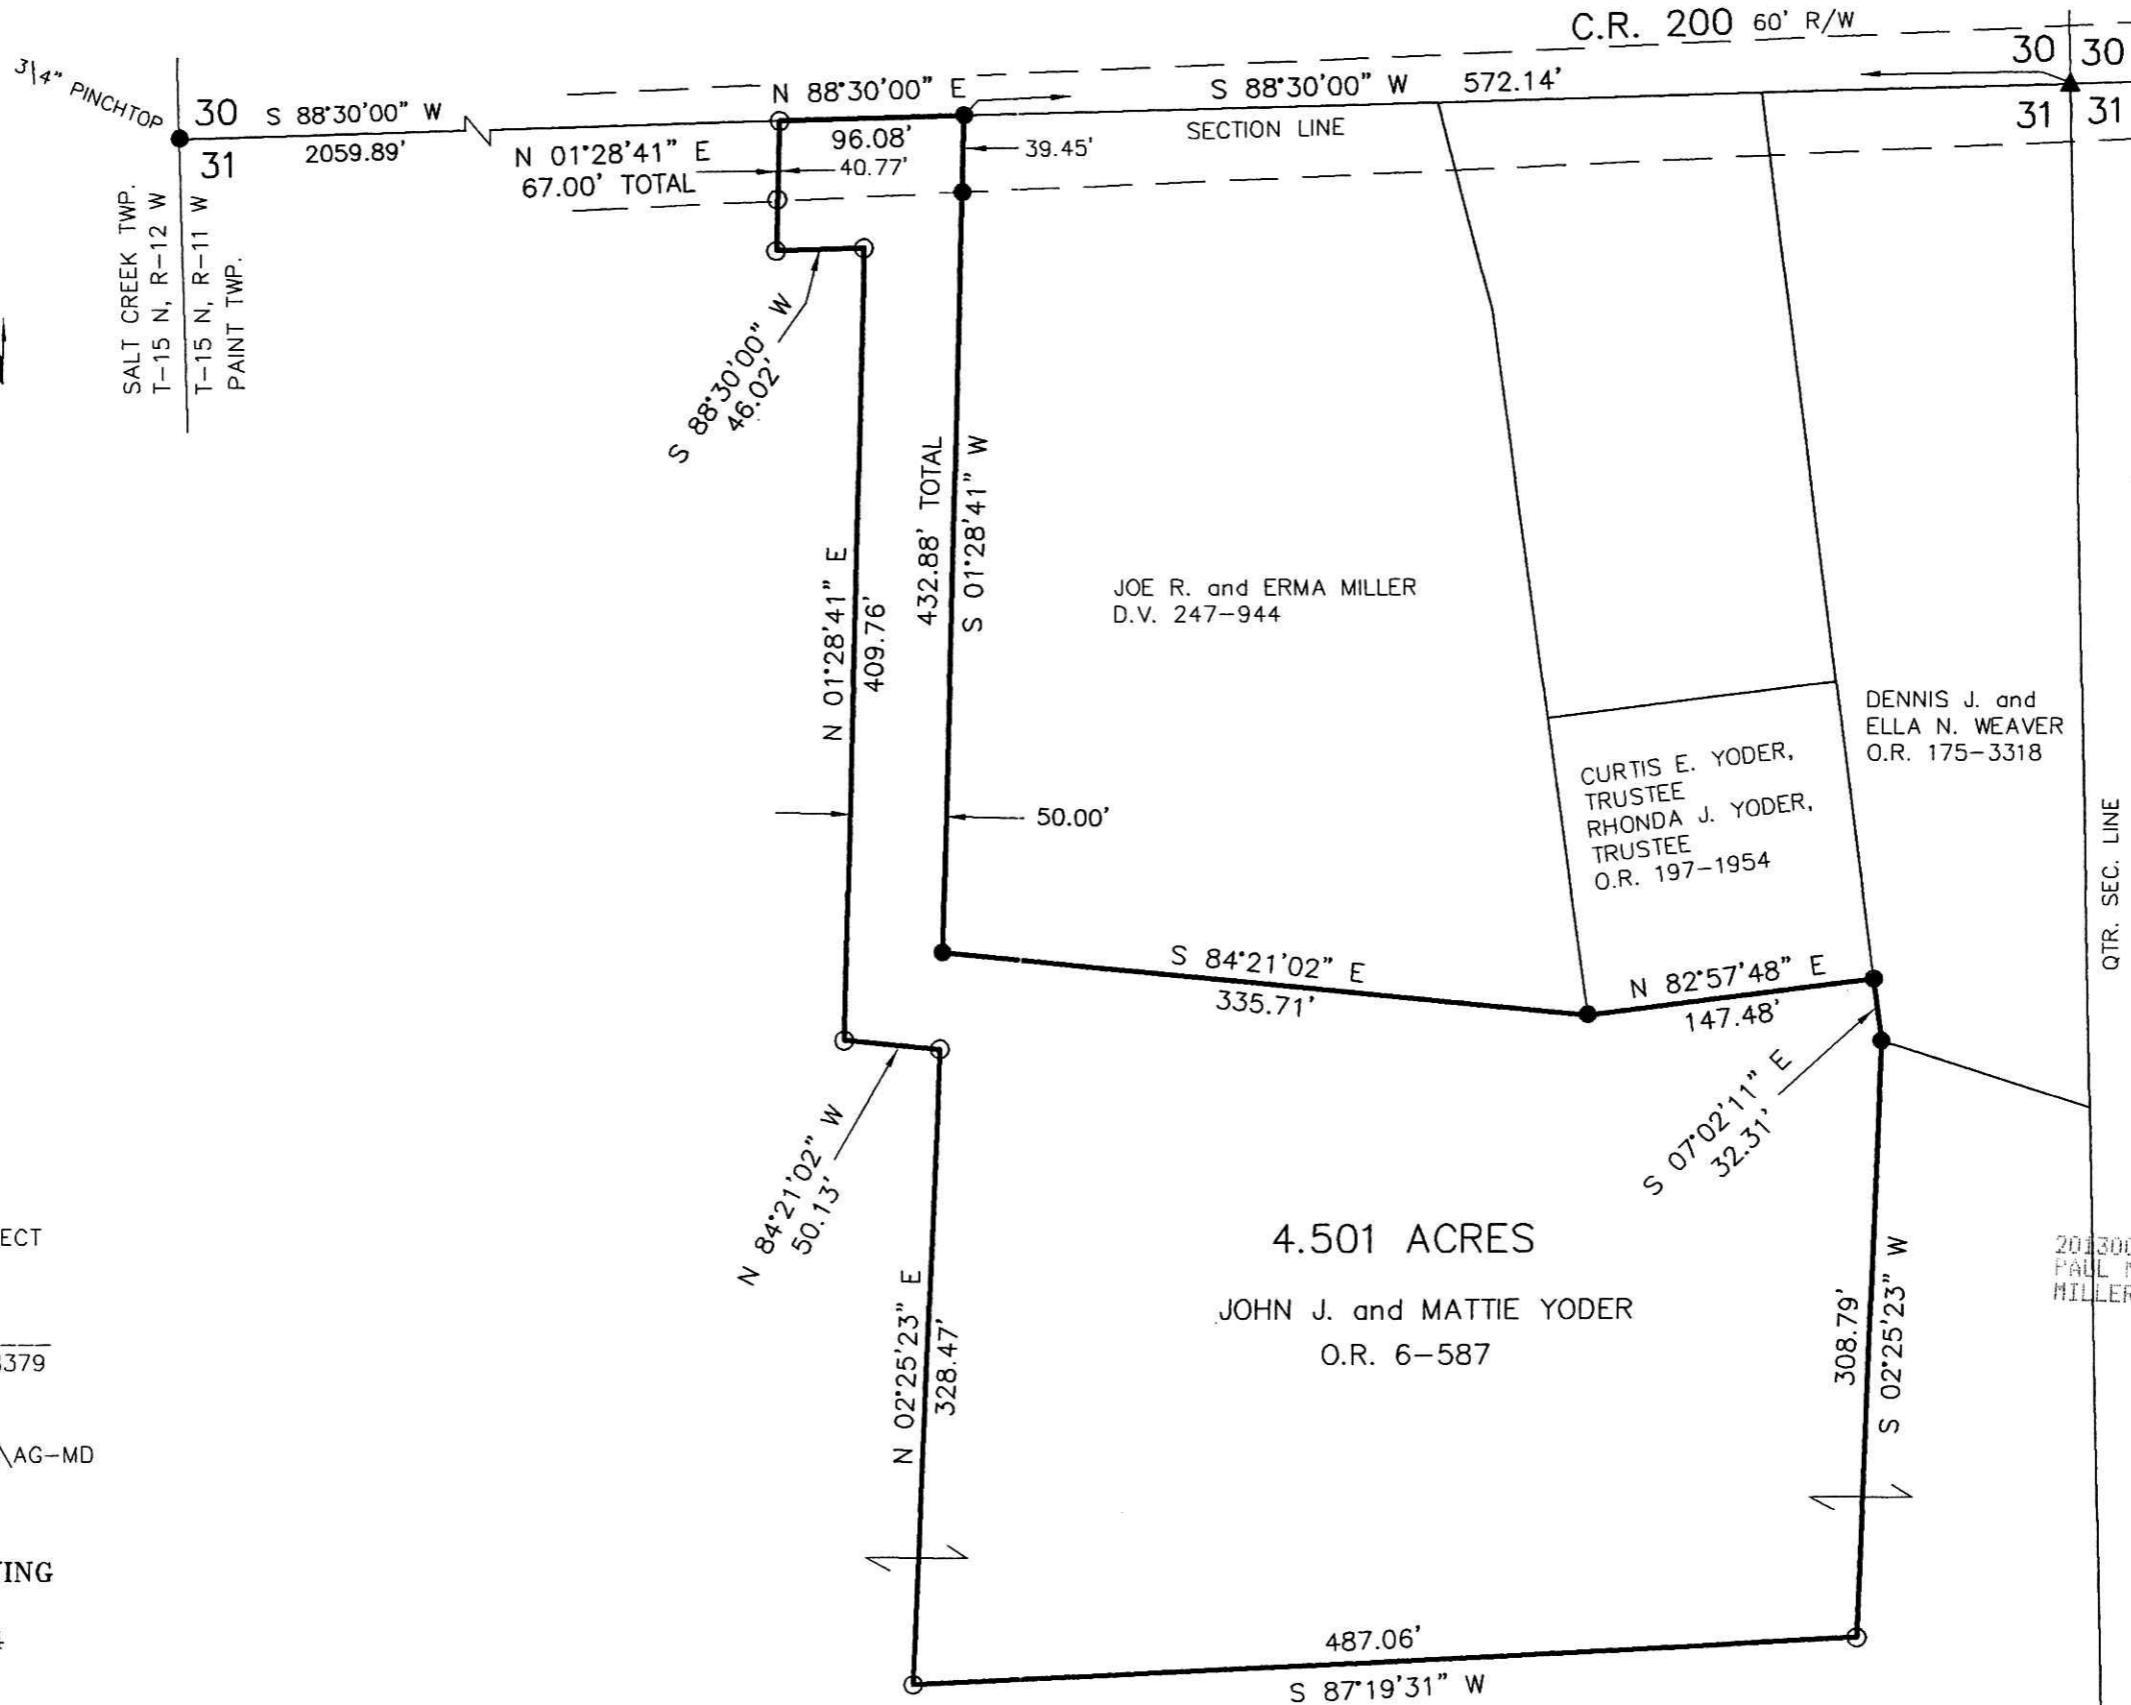 C.R. 200 60' R/W
3\4" PINCHTOP
30
S 88°30'00" W
2059.89'
31
N 88°30'00" E
96.08'
S 88°30'00" W 572.14'
SECTION LINE
30 30
31 31
N 01°28'41" E
67.00' TOTAL
40.77'
39.45'
SALT CREEK TWP.
T-15 N, R-12 W
T-15 N, R-11 W
PAINT TWP.
S 88°30'00" W
46.02'
N 01°28'41" E
409.76'
432.88' TOTAL
S 01°28'41" W
JOE R. and ERMA MILLER
D.V. 247-944
50.00'
CURTIS E. YODER,
TRUSTEE
RHONDA J. YODER,
TRUSTEE
O.R. 197-1954
DENNIS J. and
ELLA N. WEAVER
O.R. 175-3318
QTR. SEC. LINE
S 84°21'02" E
335.71'
N 82°57'48" E
147.48'
S 07°02'11" E
32.31'
N 84°21'02" W
50.13'
4.501 ACRES
JOHN J. and MATTIE YODER
O.R. 6-587
N 02°25'23" E
328.47'
308.79'
S 02°25'23" W
487.06'
S 87°19'31" W
ECT
379
AG-MD
ING
PAUL
MILLER